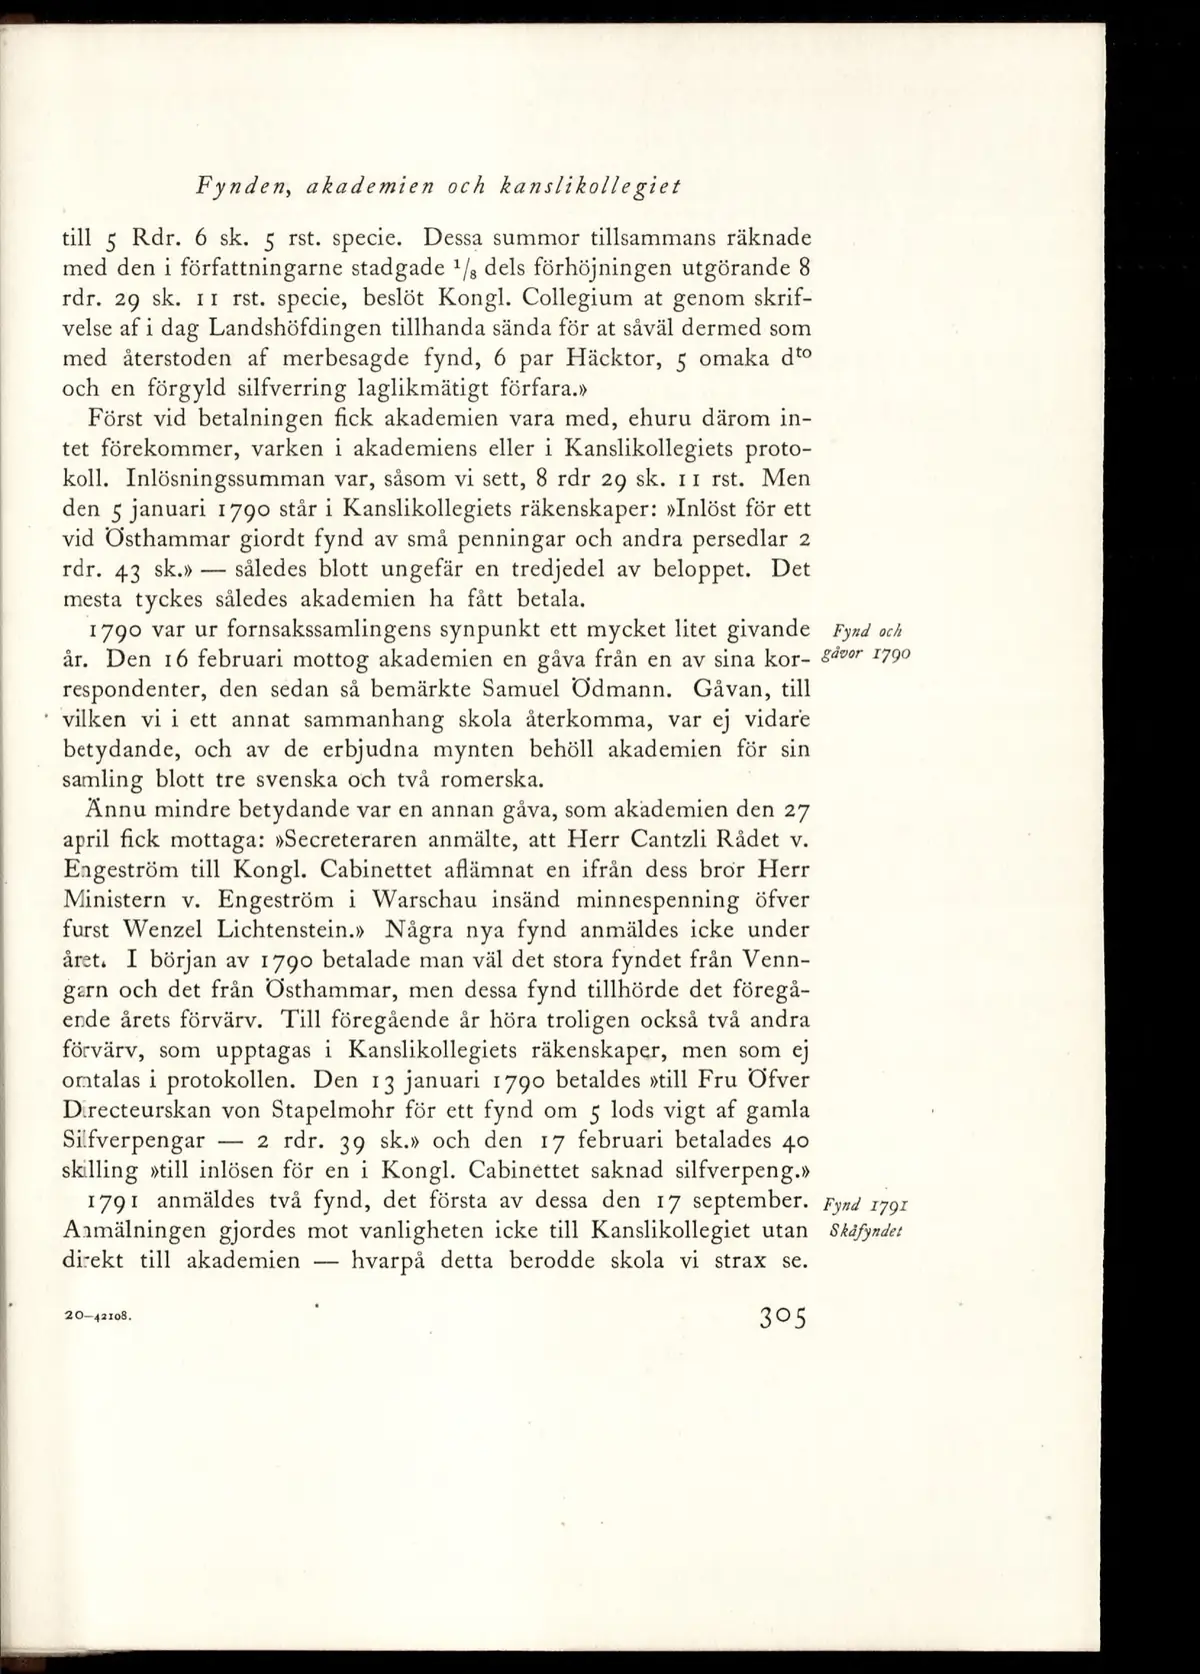 Fynden, akademien och kanslikollegiet
till 5 Rdr. 6 sk. 5 rst. specie. Dessa summor tillsammans räknade
med den i författningarne stadgade 1/8 dels förhöjningen utgörande 8
rdr. 29 sk. 11 rst. specie, beslöt Kongl. Collegium at genom skrif-
velse af i dag Landshöfdingen tillhanda sända för at såväl dermed som
med återstoden af merbesagde fynd, 6 par Häcktor, 5 omaka dto
och en förgyld silfverring laglikmätigt förfara.»
Först vid betalningen fick akademien vara med, ehuru därom in-
tet förekommer, varken i akademiens eller i Kanslikollegiets proto-
koll. Inlösningssumman var, såsom vi sett, 8 rdr 29 sk. 11 rst. Men
den 5 januari 1790 står i Kanslikollegiets räkenskaper: »Inlöst för ett
vid Östhammar giordt fynd av små penningar och andra persedlar 2
rdr. 43 sk.» — således blott ungefär en tredjedel av beloppet. Det
mesta tyckes således akademien ha fått betala.
1790 var ur fornsakssamlingens synpunkt ett mycket litet givande
Fynd och
år. Den 16 februari mottog akademien en gåva från en av sina kor-
gåvor 1790
respondenter, den sedan så bemärkte Samuel Ödmann. Gåvan, till
vilken vi i ett annat sammanhang skola återkomma, var ej vidare
betydande, och av de erbjudna mynten behöll akademien för sin
samling blott tre svenska och två romerska.
Ännu mindre betydande var en annan gåva, som akademien den 27
april fick mottaga: »Secreteraren anmälte, att Herr Cantzli Rådet v.
Engeström till Kongl. Cabinettet aflämnat en ifrån dess bror Herr
Ministern v. Engeström i Warschau insänd minnespenning öfver
furst Wenzel Lichtenstein.» Några nya fynd anmäldes icke under
året. I början av 1790 betalade man väl det stora fyndet från Venn-
garn och det från Östhammar, men dessa fynd tillhörde det föregå-
ende årets förvärv. Till föregående år höra troligen också två andra
förvärv, som upptagas i Kanslikollegiets räkenskaper, men som ej
omtalas i protokollen. Den 13 januari 1790 betaldes »till Fru Öfver
Directeurskan von Stapelmohr för ett fynd om 5 lods vigt af gamla
Silfverpengar — 2 rdr. 39 sk.» och den 17 februari betalades 40
skilling »till inlösen för en i Kongl. Cabinettet saknad silfverpeng.»
1791 anmäldes två fynd, det första av dessa den 17 september.
Fynd 1791
Anmälningen gjordes mot vanligheten icke till Kanslikollegiet utan
Skåfyndet
direkt till akademien — hvarpå detta berodde skola vi strax se.
20—42108.
305